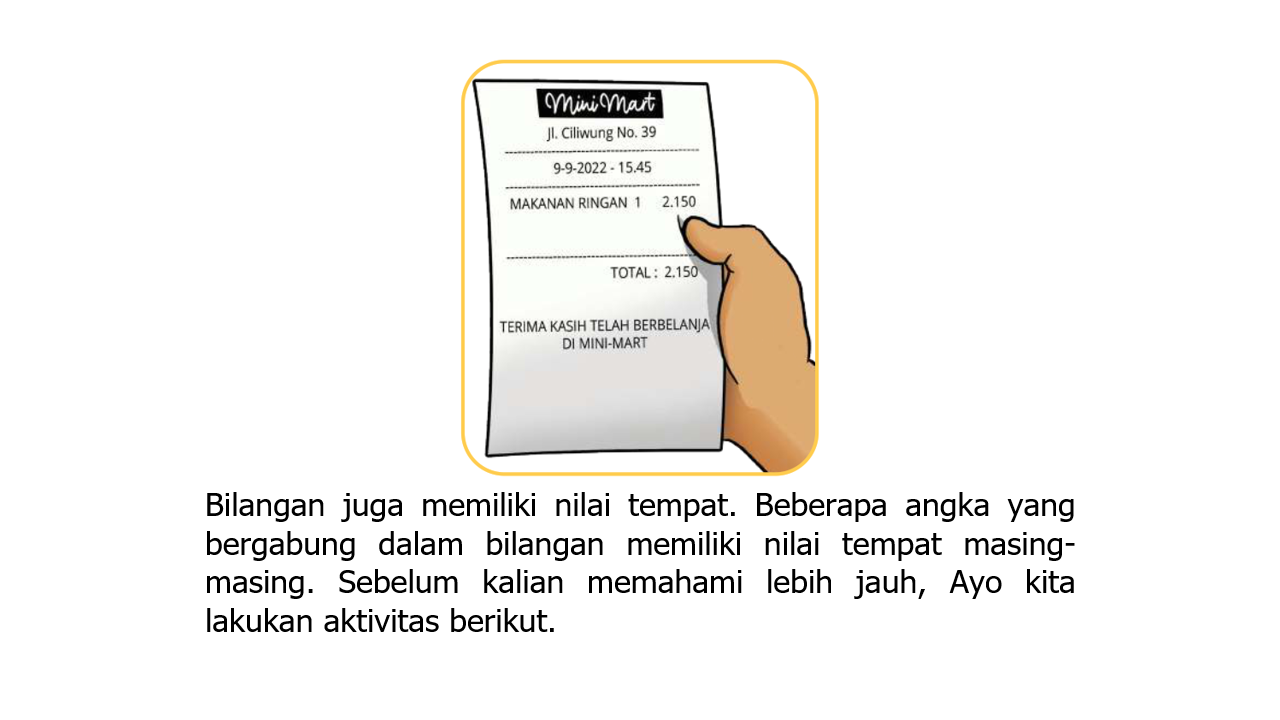 Mini Mart
Jl. Ciliwung No. 39
9-9-2022 - 15.45
MAKANAN RINGAN 1 2.150
TOTAL : 2.150
TERIMA KASIH TELAH BERBELANJA
DI MINI-MART
Bilangan juga memiliki nilai tempat. Beberapa angka yang
bergabung dalam bilangan memiliki nilai tempat masing-
masing. Sebelum kalian memahami lebih jauh, Ayo kita
lakukan aktivitas berikut.